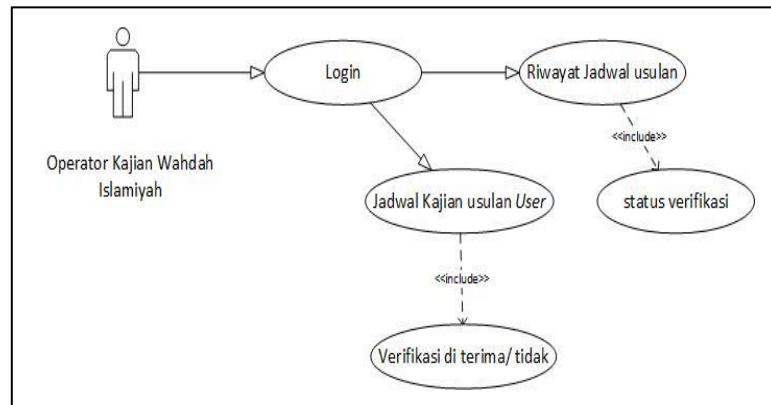 Login
Riwayat Jadwal usulan
<<include>>
Operator Kajian Wahdah
Islamiyah
Jadwal Kajian usulan User
status verifikasi
<<include>>
Verifikasi di terima/ tidak